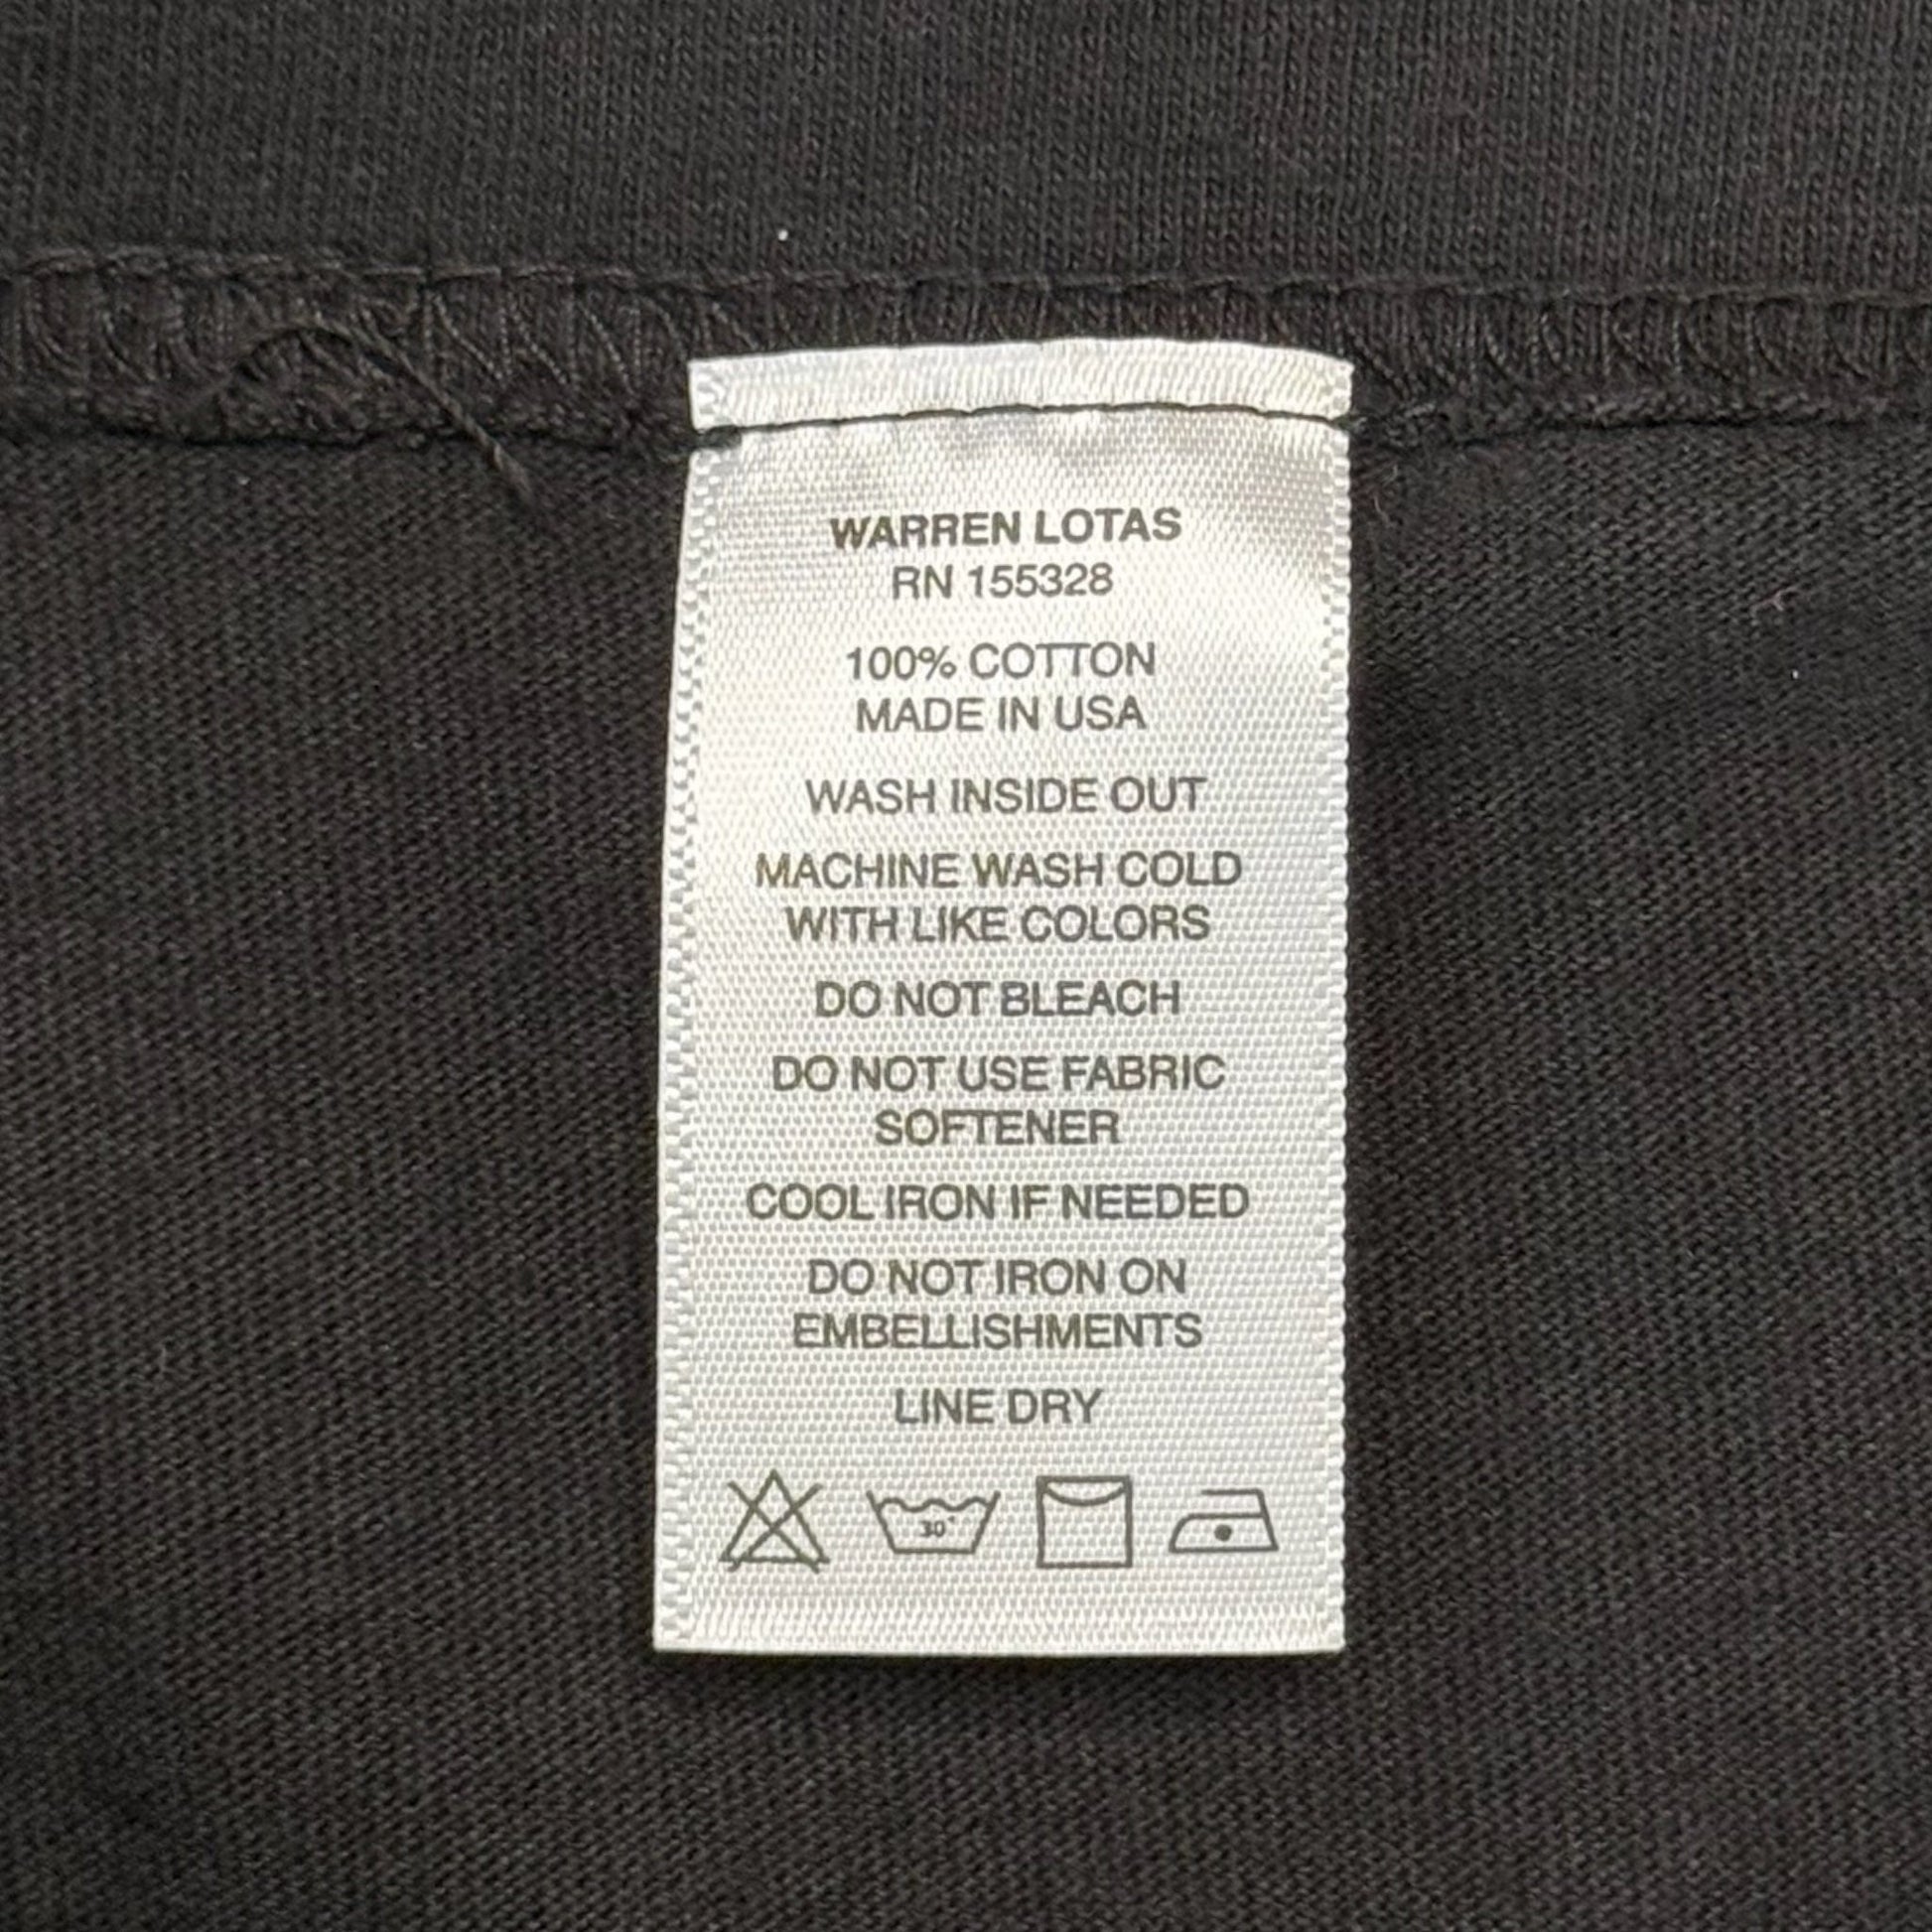 WARREN LOTAS
RN 155328
100% COTTON
MADE IN USA
WASH INSIDE OUT
MACHINE WASH COLD
WITH LIKE COLORS
DO NOT BLEACH
DO NOT USE FABRIC
SOFTENER
COOL IRON IF NEEDED
DO NOT IRON ON
EMBELLISHMENTS
LINE DRY
30°